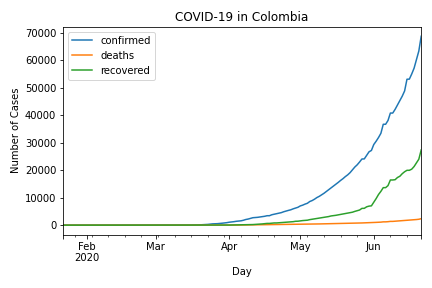 COVID-19 in Colombia
confirmed
deaths
recovered
Number of Cases
70000
60000
50000
40000
30000
20000
10000
0
Feb
2020
Mar
Apr
May
Jun
Day